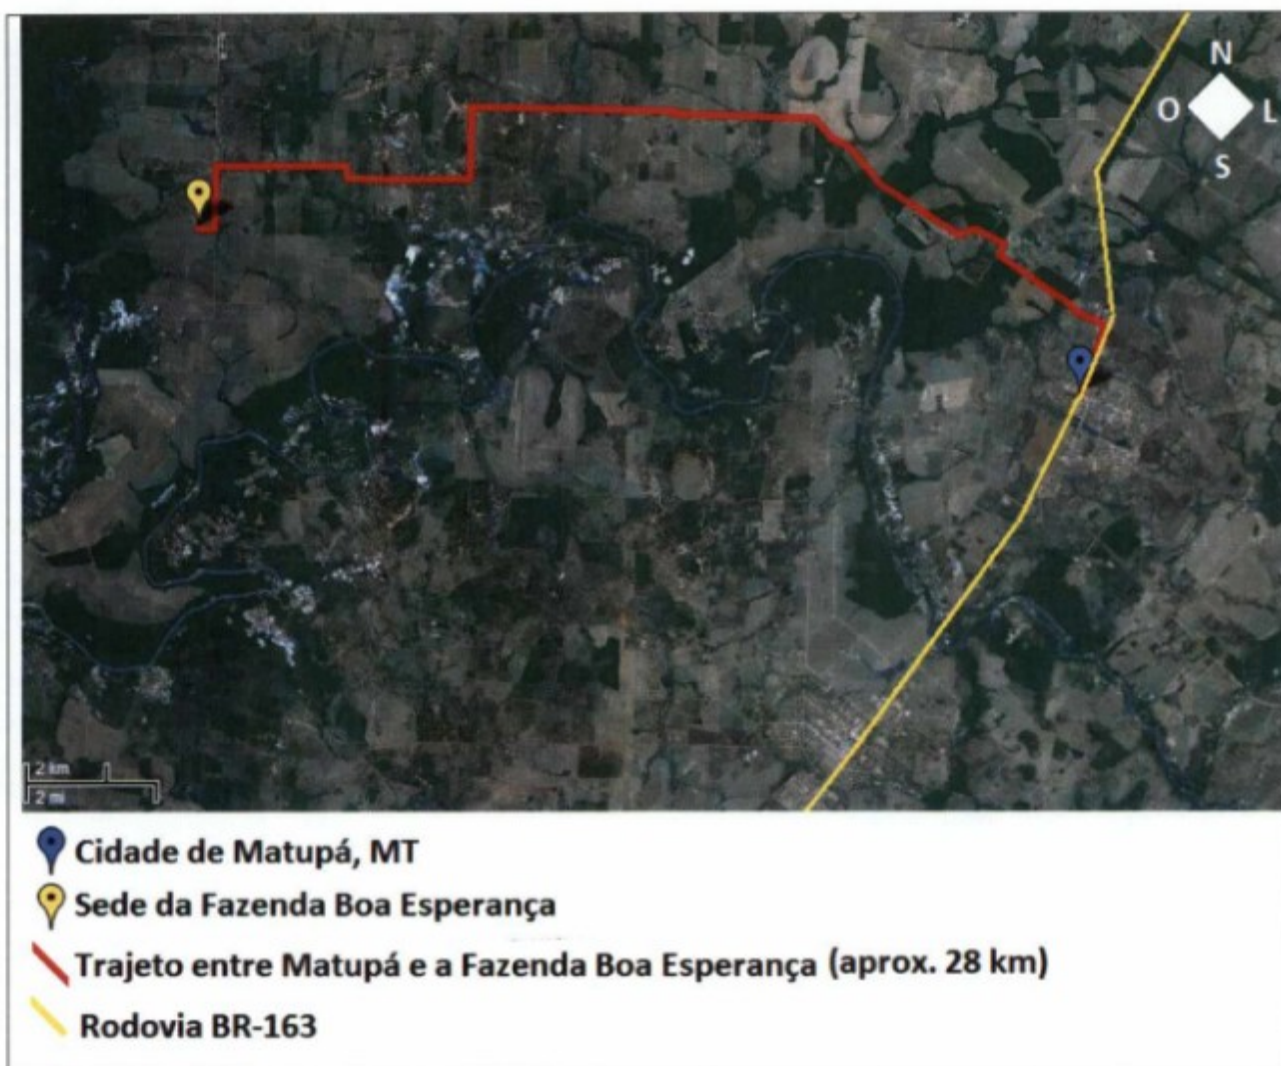 N
O L
S
2 km
2 mi
Cidade de Matupá, MT
Sede da Fazenda Boa Esperança
Trajeto entre Matupá e a Fazenda Boa Esperança (aprox. 28 km)
Rodovia BR-163